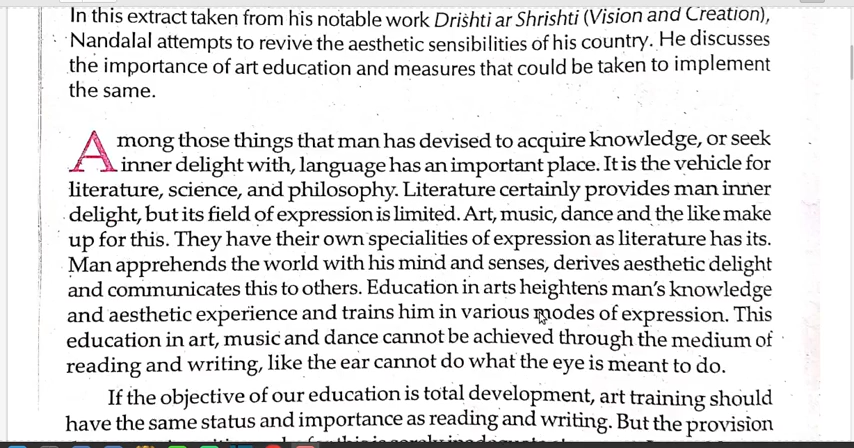 In this extract taken from his notable work Drishti ar Shrishti (Vision and Creation),
Nandalal attempts to revive the aesthetic sensibilities of his country. He discusses
the importance of art education and measures that could be taken to implement
the same.
Among those things that man has devised to acquire knowledge, or seek
inner delight with, language has an important place. It is the vehicle for
literature, science, and philosophy. Literature certainly provides man inner
delight, but its field of expression is limited. Art, music, dance and the like make
up for this. They have their own specialities of expression as literature has its.
Man apprehends the world with his mind and senses, derives aesthetic delight
and communicates this to others. Education in arts heightens man's knowledge
and aesthetic experience and trains him in various modes of expression. This
education in art, music and dance cannot be achieved through the medium of
reading and writing, like the ear cannot do what the eye is meant to do.
If the objective of our education is total development, art training should
have the same status and importance as reading and writing. But the provision